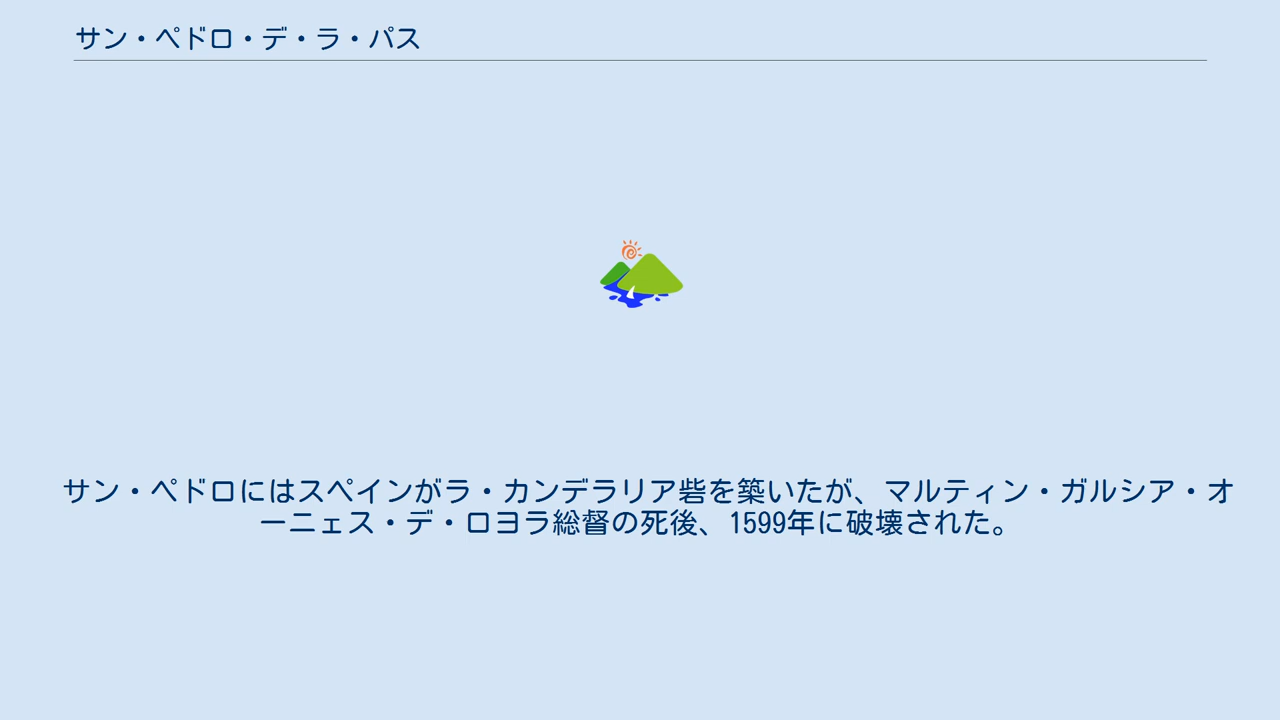 サン・ペドロ・デ・ラ・パス
サン・ペドロにはスペインがラ・カンデラリア砦を築いたが、マルティン・ガルシア・オ
ーニェス・デ・ロヨラ総督の死後、1599年に破壊された。